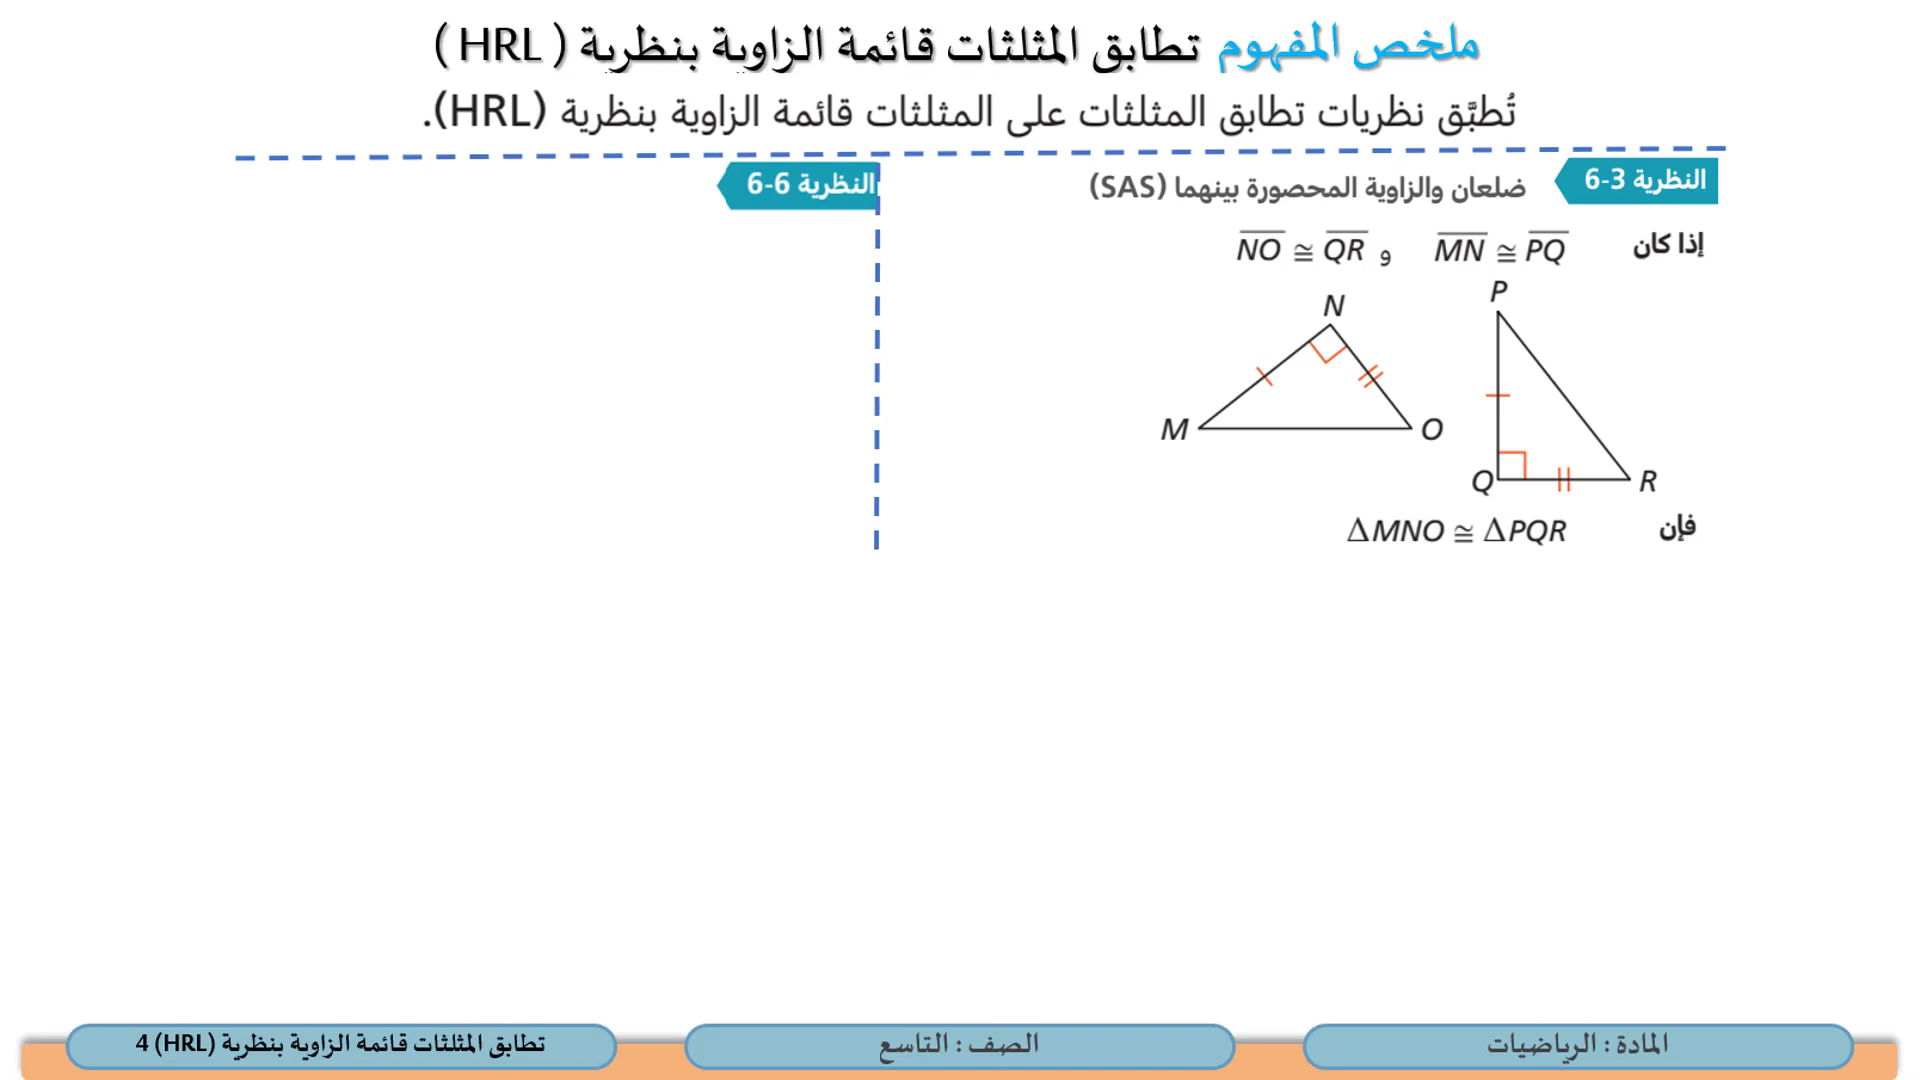 ملخص المفهوم تطابق المثلثات قائمة الزاوية بنظرية ( HRL )
تُطبَّق نظريات تطابق المثلثات على المثلثات قائمة الزاوية بنظرية (HRL).
النظرية 3-6 ضلعان والزاوية المحصورة بينهما (SAS)
إذا كان MN ≅ PQ و NO ≅ QR
N
M
O
P
Q
R
فإن ΔMNO ≅ ΔPQR
النظرية 6-6
المادة : الرياضيات
الصف : التاسع
تطابق المثلثات قائمة الزاوية بنظرية (HRL) 4